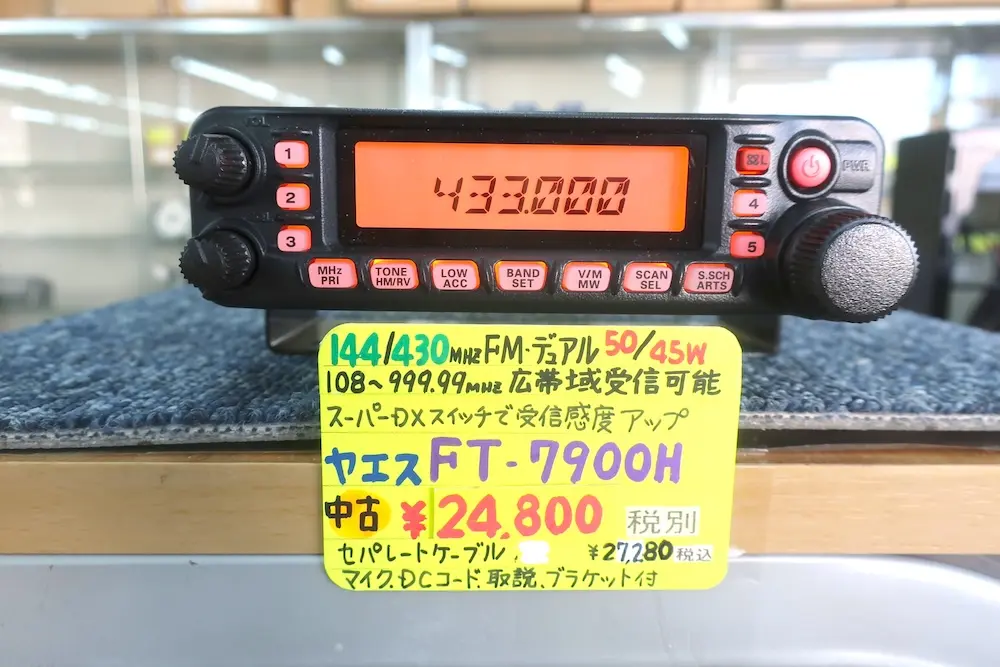 1
2
3
433.000
L
PWR
4
5
MHz PRI
TONE HM/RV
LOW ACC
BAND SET
V/M MW
SCAN SEL
S.SCH ARTS
144/430MHz FM・デュアル 50/45W
108〜999.99MHz 広帯域受信可能
スーパーDXスイッチで受信感度アップ
ヤエス FT-7900H
中古 ¥24,800 税別
セパレートケーブル、 ¥27,280税込
マイク、DCコード、取説、ブラケット付